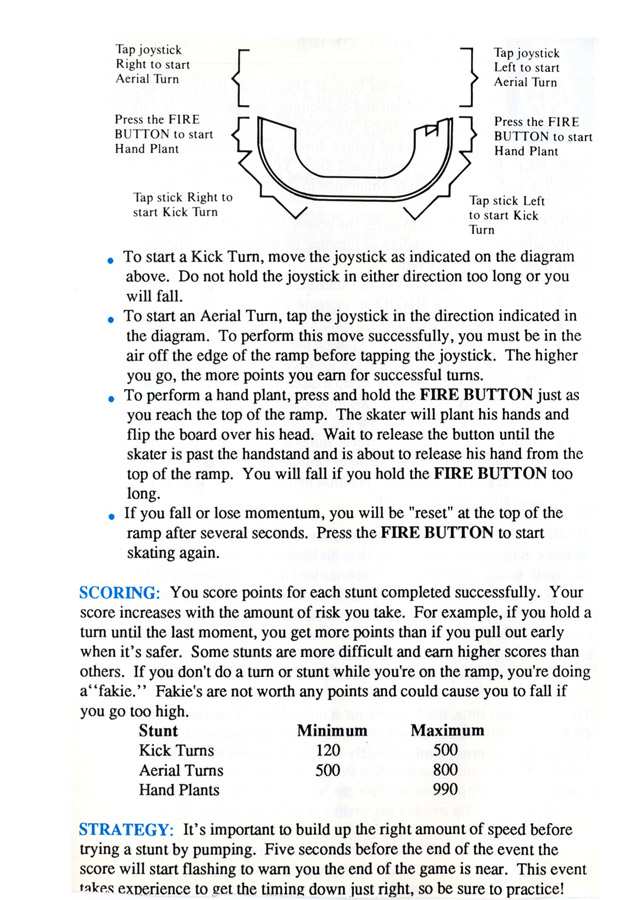 Tap joystick
Right to start
Aerial Turn
Tap joystick
Left to start
Aerial Turn
Press the FIRE
BUTTON to start
Hand Plant
Press the FIRE
BUTTON to start
Hand Plant
Tap stick Right to
start Kick Turn
Tap stick Left
to start Kick
Turn
• To start a Kick Turn, move the joystick as indicated on the diagram
above. Do not hold the joystick in either direction too long or you
will fall.
• To start an Aerial Turn, tap the joystick in the direction indicated in
the diagram. To perform this move successfully, you must be in the
air off the edge of the ramp before tapping the joystick. The higher
you go, the more points you earn for successful turns.
• To perform a hand plant, press and hold the FIRE BUTTON just as
you reach the top of the ramp. The skater will plant his hands and
flip the board over his head. Wait to release the button until the
skater is past the handstand and is about to release his hand from the
top of the ramp. You will fall if you hold the FIRE BUTTON too
long.
• If you fall or lose momentum, you will be "reset" at the top of the
ramp after several seconds. Press the FIRE BUTTON to start
skating again.
SCORING: You score points for each stunt completed successfully. Your
score increases with the amount of risk you take. For example, if you hold a
turn until the last moment, you get more points than if you pull out early
when it's safer. Some stunts are more difficult and earn higher scores than
others. If you don't do a turn or stunt while you're on the ramp, you're doing
a“fakie.” Fakie's are not worth any points and could cause you to fall if
you go too high.
Stunt Minimum Maximum
Kick Turns 120 500
Aerial Turns 500 800
Hand Plants 990
STRATEGY: It's important to build up the right amount of speed before
trying a stunt by pumping. Five seconds before the end of the event the
score will start flashing to warn you the end of the game is near. This event
takes experience to get the timing down just right, so be sure to practice!